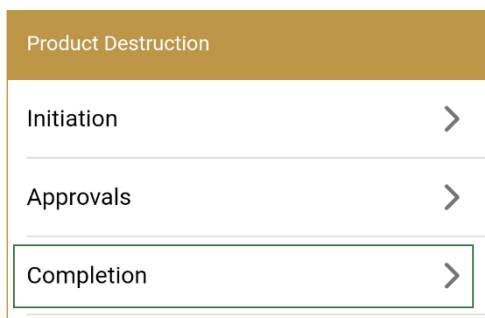 Product Destruction
Initiation
Approvals
Completion